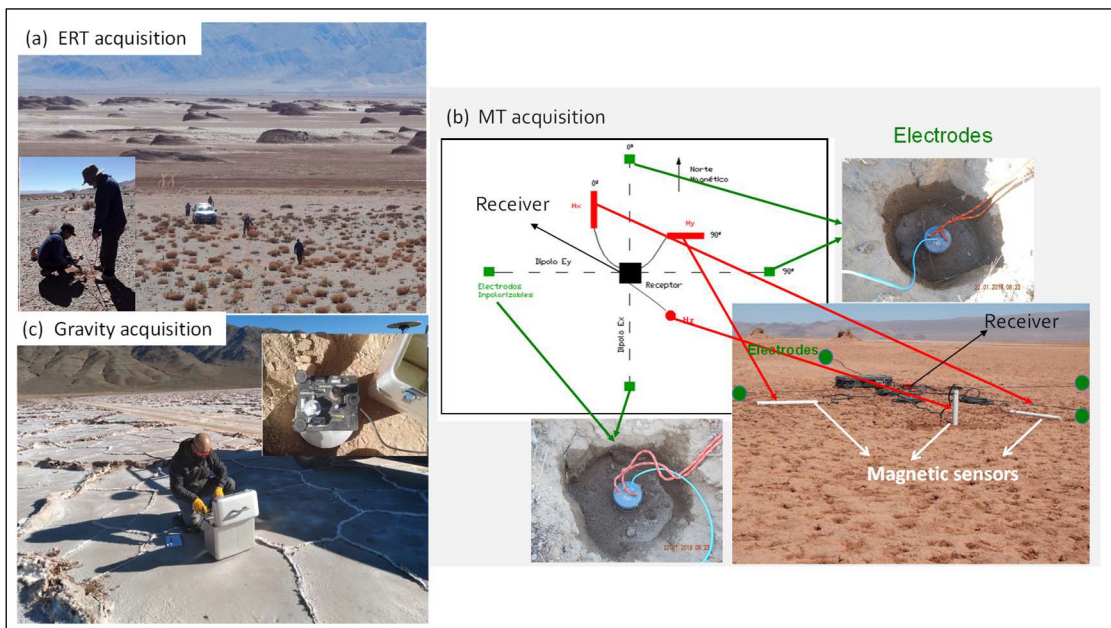 (a) ERT acquisition
(b) MT acquisition
Electrodes
0°
Norte
Magnético
0°
Receiver
Hx
Hy
90°
Dipolo Ey
90°
Electrodos
Inpolorizables
Receptor
Hz
Dipolo Ex
(c) Gravity acquisition
Receiver
Electrodes
Magnetic sensors